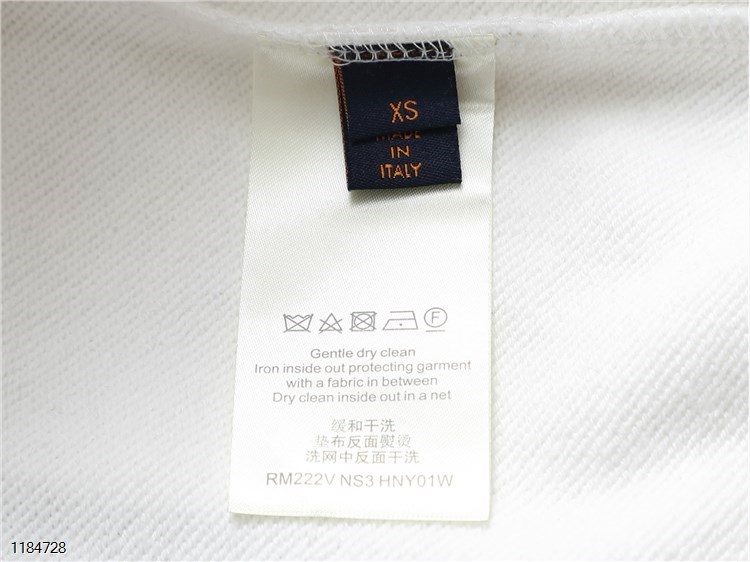 XS
MADE
IN
ITALY
F
Gentle dry clean
Iron inside out protecting garment
with a fabric in between
Dry clean inside out in a net
缓和干洗
垫布反面熨烫
洗网中反面干洗
RM222V NS3 HNY01W
1184728